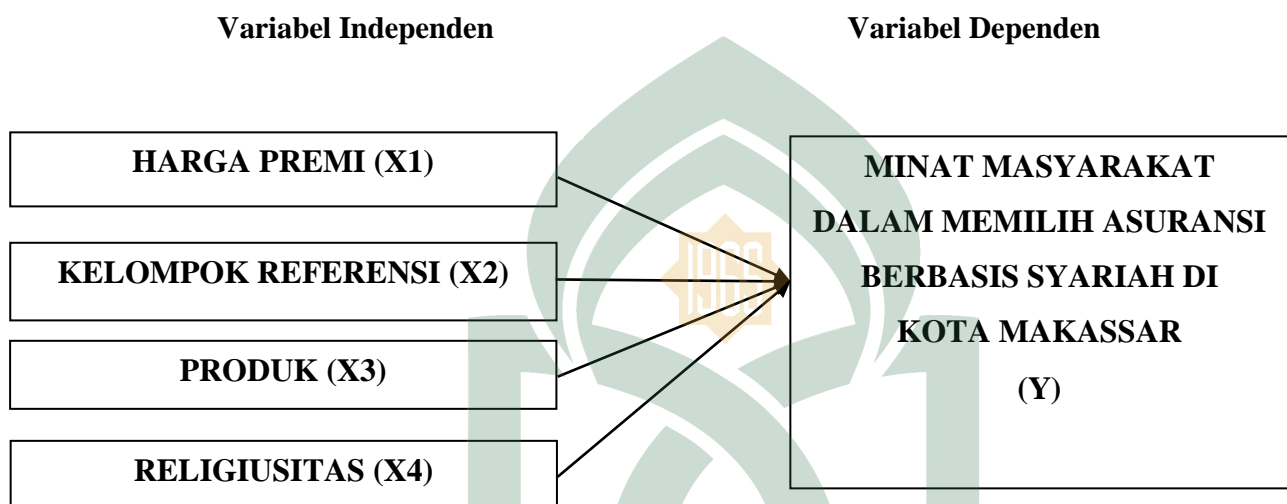 Variabel Independen
Variabel Dependen
HARGA PREMI (X1)
KELOMPOK REFERENSI (X2)
PRODUK (X3)
RELIGIUSITAS (X4)
MINAT MASYARAKAT
DALAM MEMILIH ASURANSI
BERBASIS SYARIAH DI
KOTA MAKASSAR
(Y)
1965